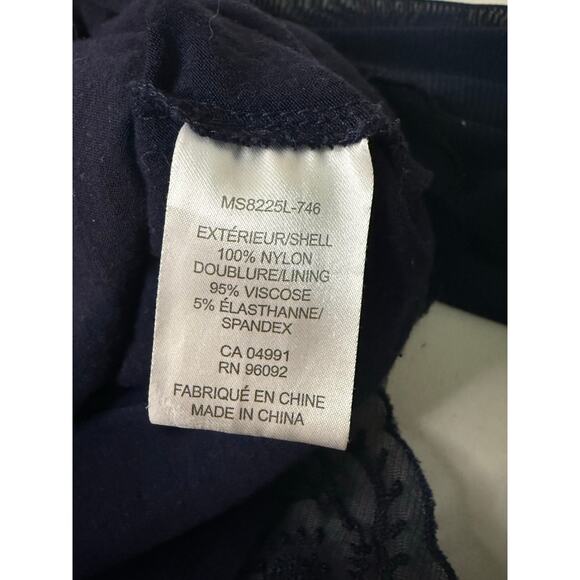 MS8225L-746
EXTÉRIEUR/SHELL
100% NYLON
DOUBLURE/LINING
95% VISCOSE
5% ÉLASTHANNE/
SPANDEX
CA 04991
RN 96092
FABRIQUÉ EN CHINE
MADE IN CHINA